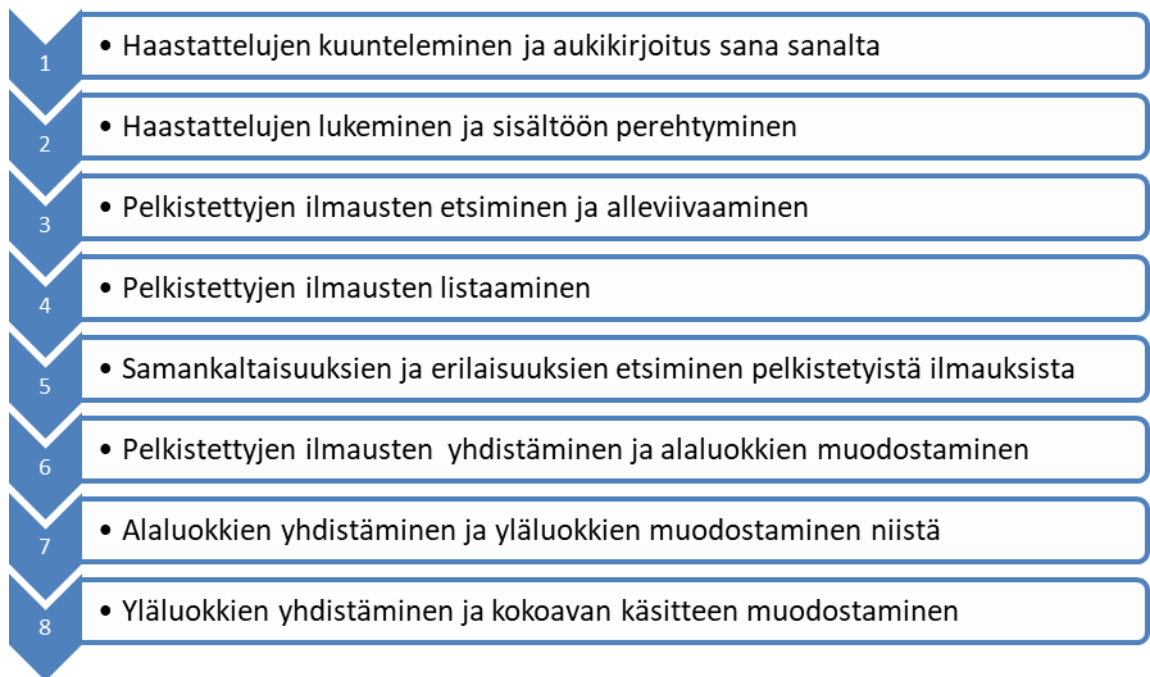 1 • Haastattelujen kuunteleminen ja aukikirjoitus sana sanalta
2 • Haastattelujen lukeminen ja sisältöön perehtyminen
3 • Pelkistettyjen ilmausten etsiminen ja alleviivaaminen
4 • Pelkistettyjen ilmausten listaaminen
5 • Samankaltaisuuksien ja erilaisuuksien etsiminen pelkistetyistä ilmauksista
6 • Pelkistettyjen ilmausten yhdistäminen ja alaluokkien muodostaminen
7 • Alaluokkien yhdistäminen ja yläluokkien muodostaminen niistä
8 • Yläluokkien yhdistäminen ja kokoavan käsitteen muodostaminen